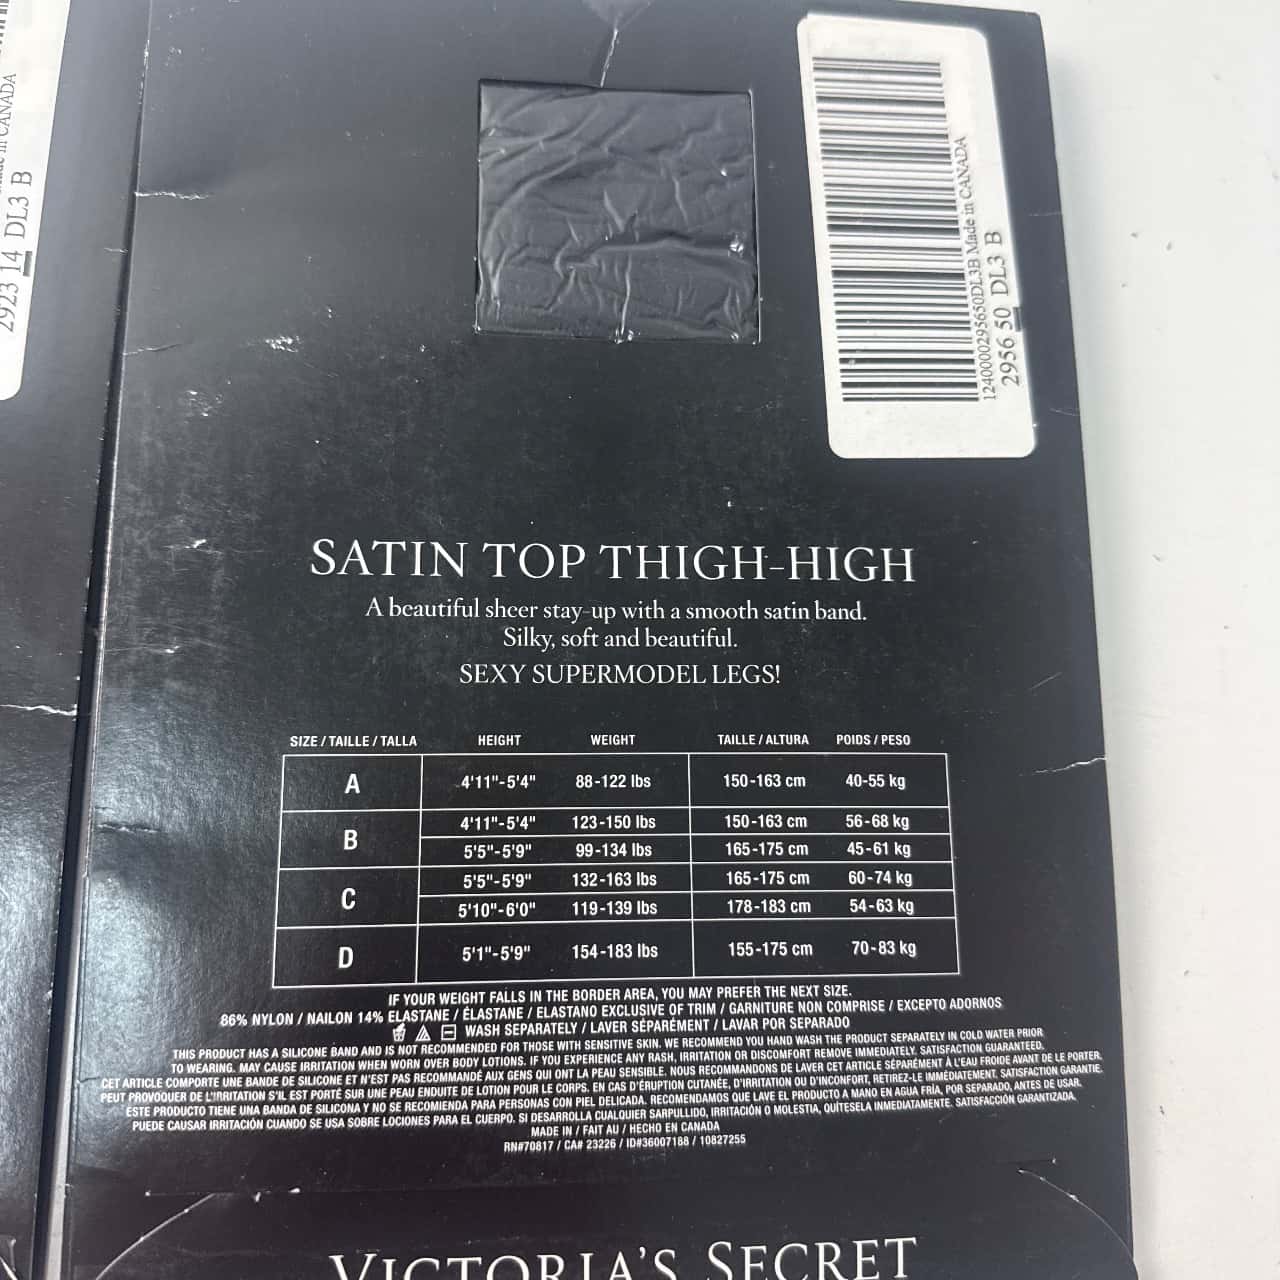 Made in CANADA
2923 14 DL3 B
1240000295650DL3B Made in CANADA
2956 50 DL3 B
SATIN TOP THIGH-HIGH
A beautiful sheer stay-up with a smooth satin band.
Silky, soft and beautiful.
SEXY SUPERMODEL LEGS!
SIZE / TAILLE / TALLA HEIGHT WEIGHT TAILLE / ALTURA POIDS / PESO
A 4'11"-5'4" 88-122 lbs 150-163 cm 40-55 kg
B 4'11"-5'4" 123-150 lbs 150-163 cm 56-68 kg
5'5"-5'9" 99-134 lbs 165-175 cm 45-61 kg
C 5'5"-5'9" 132-163 lbs 165-175 cm 60-74 kg
5'10"-6'0" 119-139 lbs 178-183 cm 54-63 kg
D 5'1"-5'9" 154-183 lbs 155-175 cm 70-83 kg
IF YOUR WEIGHT FALLS IN THE BORDER AREA, YOU MAY PREFER THE NEXT SIZE.
86% NYLON / NAILON 14% ELASTANE / ÉLASTANE / ELASTANO EXCLUSIVE OF TRIM / GARNITURE NON COMPRISE / EXCEPTO ADORNOS
WASH SEPARATELY / LAVER SÉPARÉMENT / LAVAR POR SEPARADO
THIS PRODUCT HAS A SILICONE BAND AND IS NOT RECOMMENDED FOR THOSE WITH SENSITIVE SKIN. WE RECOMMEND YOU HAND WASH THE PRODUCT SEPARATELY IN COLD WATER PRIOR
TO WEARING. MAY CAUSE IRRITATION WHEN WORN OVER BODY LOTIONS. IF YOU EXPERIENCE ANY RASH, IRRITATION OR DISCOMFORT REMOVE IMMEDIATELY. SATISFACTION GUARANTEED.
CET ARTICLE COMPORTE UNE BANDE DE SILICONE ET N'EST PAS RECOMMANDÉ AUX GENS QUI ONT LA PEAU SENSIBLE. NOUS RECOMMANDONS DE LAVER CET ARTICLE SÉPARÉMENT À L'EAU FROIDE AVANT DE LE PORTER.
PEUT PROVOQUER DE L'IRRITATION S'IL EST PORTÉ SUR UNE PEAU ENDUITE DE LOTION POUR LE CORPS. EN CAS D'ÉRUPTION CUTANÉE, D'IRRITATION OU D'INCONFORT, RETIREZ-LE IMMÉDIATEMENT. SATISFACTION GARANTIE.
ESTE PRODUCTO TIENE UNA BANDA DE SILICONA Y NO SE RECOMIENDA PARA PERSONAS CON PIEL DELICADA. RECOMENDAMOS QUE LAVE EL PRODUCTO A MANO EN AGUA FRÍA, POR SEPARADO, ANTES DE USAR.
PUEDE CAUSAR IRRITACIÓN CUANDO SE USA SOBRE LOCIONES PARA EL CUERPO. SI DESARROLLA CUALQUIER SARPULLIDO, IRRITACIÓN O MOLESTIA, QUÍTESELA INMEDIATAMENTE. SATISFACCIÓN GARANTIZADA.
MADE IN / FAIT AU / HECHO EN CANADA
RN#70817 / CA# 23226 / ID#36007188 / 10827255
VICTORIA'S SECRET